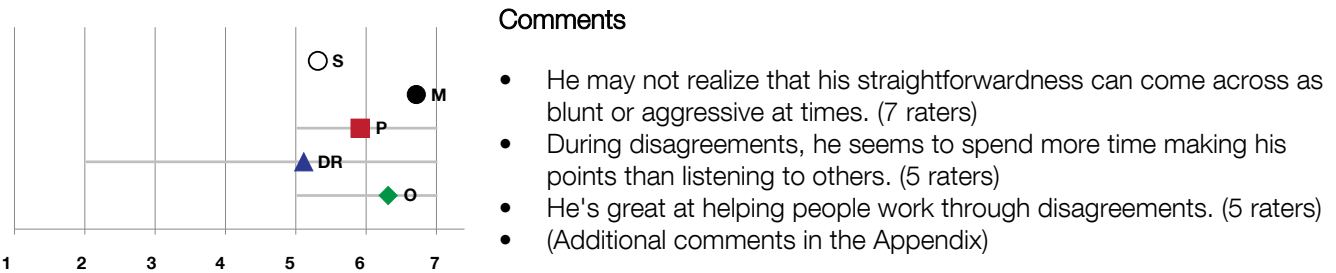 S
M
P
DR
O
1 2 3 4 5 6 7
Comments
• He may not realize that his straightforwardness can come across as
blunt or aggressive at times. (7 raters)
• During disagreements, he seems to spend more time making his
points than listening to others. (5 raters)
• He's great at helping people work through disagreements. (5 raters)
• (Additional comments in the Appendix)